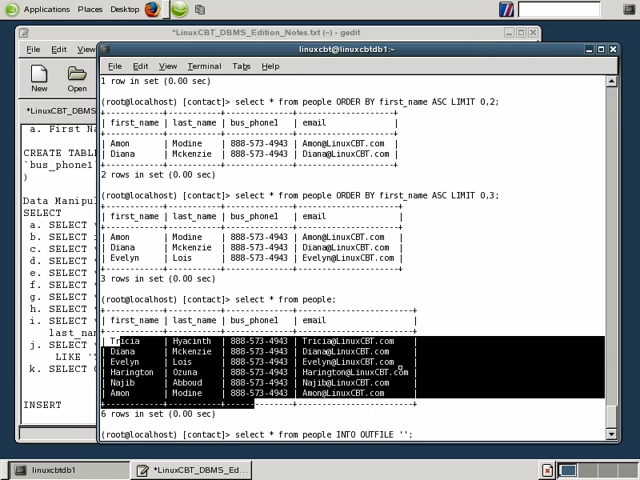 Applications Places Desktop
*LinuxCBT_DBMS_Edition_Notes.txt (~) - gedit
File Edit View
New Open
*LinuxCBT_D
a. First Na
CREATE TABL
`bus_phone1`
)
Data Manipul
SELECT
a. SELECT
b. SELECT
c. SELECT
d. SELECT
e. SELECT
f. SELECT
g. SELECT
h. SELECT
i. SELECT
last_nam
j. SELECT
LIKE '
k. SELECT
INSERT
linuxcbt@linuxcbtdb1:~
File Edit View Terminal Tabs Help
1 row in set (0.00 sec)
(root@localhost) [contact]> select * from people ORDER BY first_name ASC LIMIT 0,2;
+------------+-----------+--------------+-------------------+
| first_name | last_name | bus_phone1 | email |
+------------+-----------+--------------+-------------------+
| Amon | Modine | 888-573-4943 | Amon@LinuxCBT.com |
| Diana | Mckenzie | 888-573-4943 | Diana@LinuxCBT.com |
+------------+-----------+--------------+-------------------+
2 rows in set (0.00 sec)
(root@localhost) [contact]> select * from people ORDER BY first_name ASC LIMIT 0,3;
+------------+-----------+--------------+--------------------+
| first_name | last_name | bus_phone1 | email |
+------------+-----------+--------------+--------------------+
| Amon | Modine | 888-573-4943 | Amon@LinuxCBT.com |
| Diana | Mckenzie | 888-573-4943 | Diana@LinuxCBT.com |
| Evelyn | Lois | 888-573-4943 | Evelyn@LinuxCBT.com |
+------------+-----------+--------------+--------------------+
3 rows in set (0.00 sec)
(root@localhost) [contact]> select * from people;
+------------+-----------+--------------+-----------------------+
| first_name | last_name | bus_phone1 | email |
+------------+-----------+--------------+-----------------------+
| Tricia | Hyacinth | 888-573-4943 | Tricia@LinuxCBT.com |
| Diana | Mckenzie | 888-573-4943 | Diana@LinuxCBT.com |
| Evelyn | Lois | 888-573-4943 | Evelyn@LinuxCBT.com |
| Harington | Ozuna | 888-573-4943 | Harington@LinuxCBT.com |
| Najib | Abboud | 888-573-4943 | Najib@LinuxCBT.com |
| Amon | Modine | 888-573-4943 | Amon@LinuxCBT.com |
+------------+-----------+--------------+-----------------------+
6 rows in set (0.00 sec)
(root@localhost) [contact]> select * from people INTO OUTFILE '';
linuxcbtdb1
*LinuxCBT_DBMS_Ed...